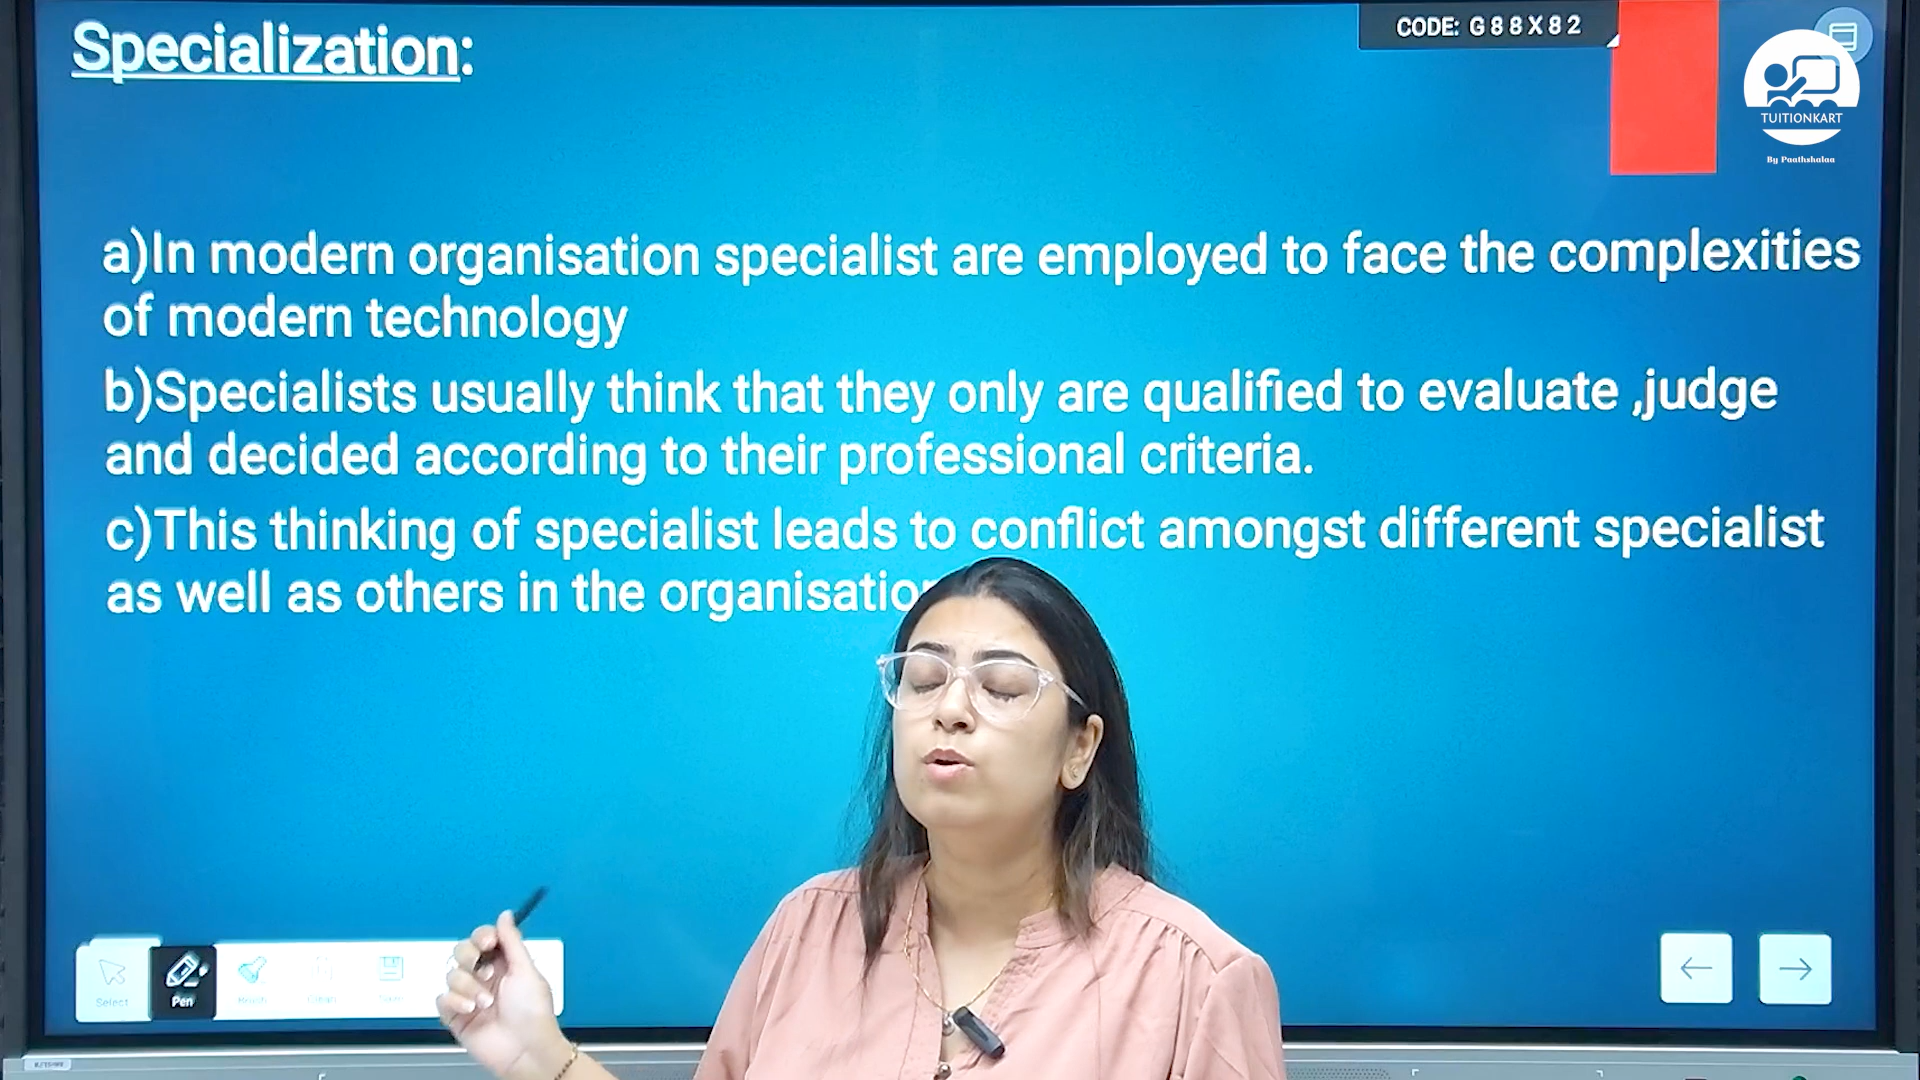 Specialization:
CODE: G88X82
TUITIONKART
By Paathshalaa
a)In modern organisation specialist are employed to face the complexities
of modern technology
b)Specialists usually think that they only are qualified to evaluate ,judge
and decided according to their professional criteria.
c)This thinking of specialist leads to conflict amongst different specialist
as well as others in the
Select
Pen